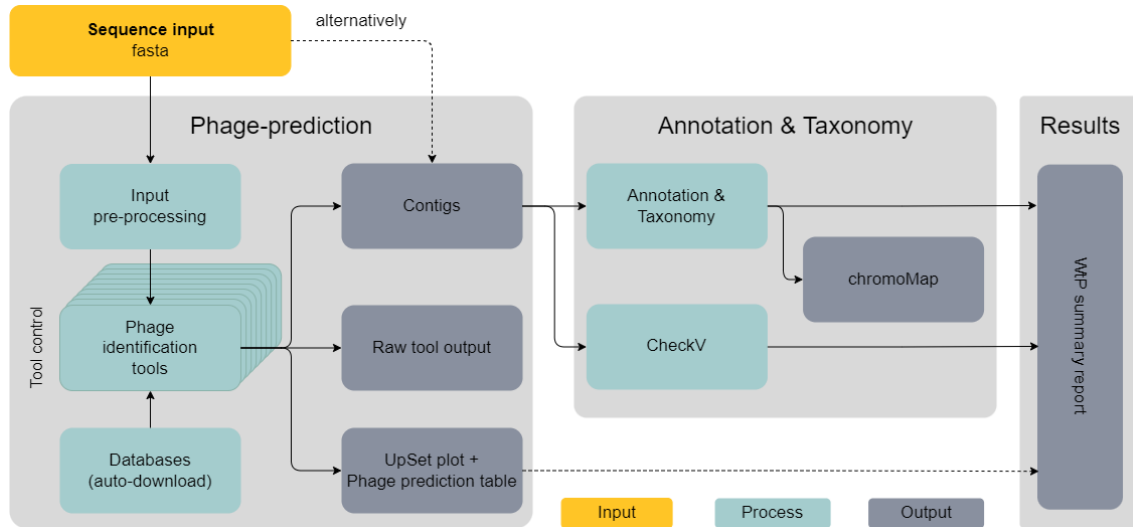 Sequence input
fasta
alternatively
Phage-prediction
Annotation & Taxonomy
Results
Input
pre-processing
Contigs
Annotation &
Taxonomy
chromoMap
Tool control
Phage
identification
tools
Raw tool output
CheckV
WtP summary report
Databases
(auto-download)
UpSet plot +
Phage prediction table
Input
Process
Output